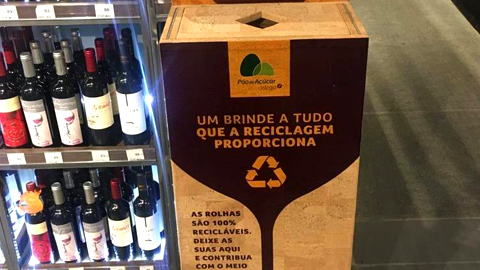 Pão de Açúcar
UM BRINDE A TUDO
QUE A RECICLAGEM
PROPORCIONA
AS ROLHAS
SÃO 100%
RECICLÁVEIS.
DEIXE AS
SUAS AQUI
E CONTRIBUA
COM O MEIO